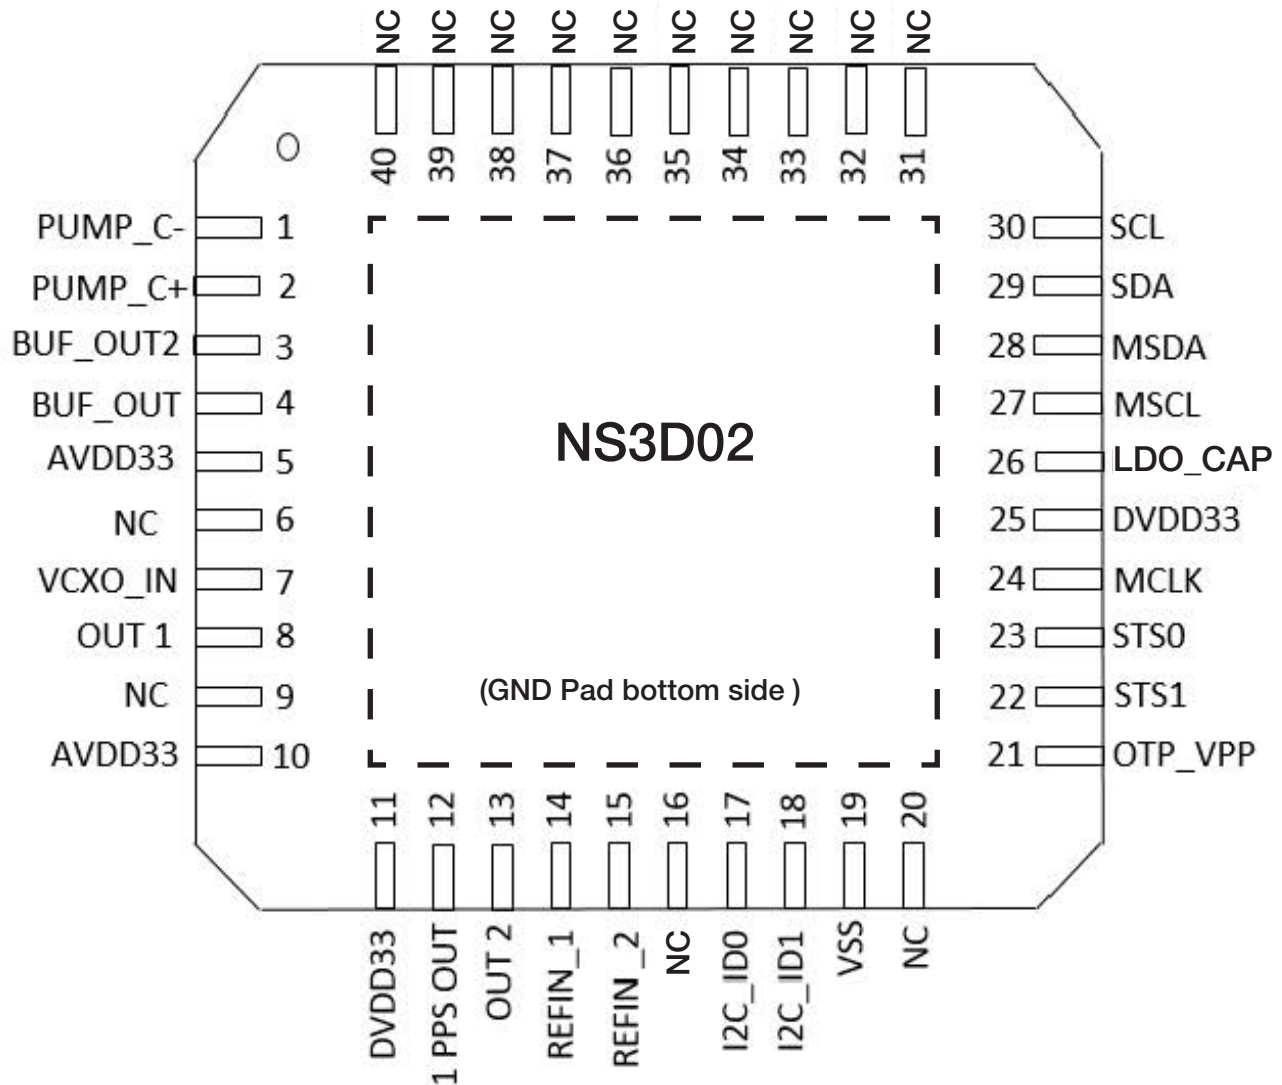 NC NC NC NC NC NC NC NC NC NC
40 39 38 37 36 35 34 33 32 31
PUMP_C- 1 30 SCL
PUMP_C+ 2 29 SDA
BUF_OUT2 3 28 MSDA
BUF_OUT 4 27 MSCL
NS3D02
AVDD33 5 26 LDO_CAP
NC 6 25 DVDD33
VCXO_IN 7 24 MCLK
OUT 1 8 23 STS0
NC 9 22 STS1
(GND Pad bottom side )
AVDD33 10 21 OTP_VPP
11 12 13 14 15 16 17 18 19 20
DVDD33
1 PPS OUT
OUT 2
REFIN_1
REFIN _2
NC
I2C_ID0
I2C_ID1
VSS
NC